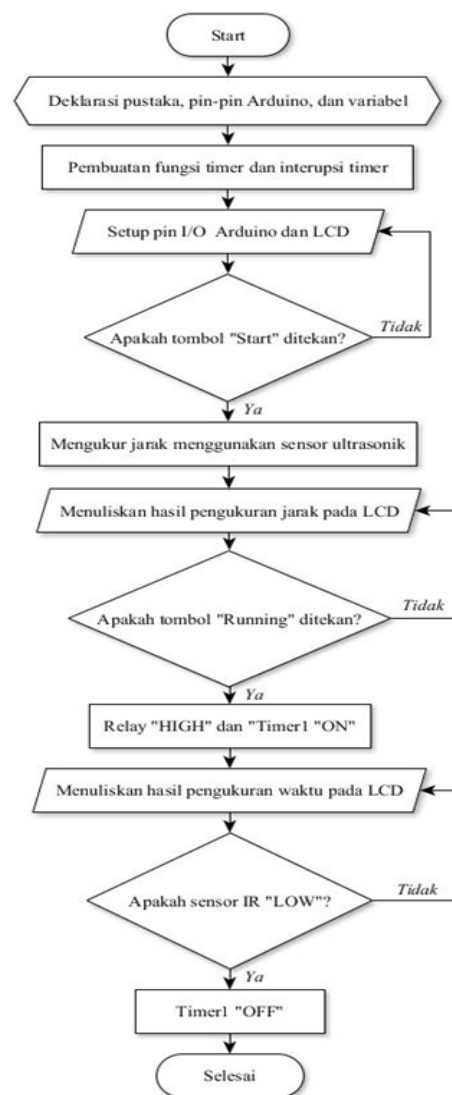 Start
Deklarasi pustaka, pin-pin Arduino, dan variabel
Pembuatan fungsi timer dan interupsi timer
Setup pin I/O Arduino dan LCD
Apakah tombol "Start" ditekan?
Tidak
Ya
Mengukur jarak menggunakan sensor ultrasonik
Menuliskan hasil pengukuran jarak pada LCD
Apakah tombol "Running" ditekan?
Tidak
Ya
Relay "HIGH" dan "Timer1 "ON"
Menuliskan hasil pengukuran waktu pada LCD
Apakah sensor IR "LOW"?
Tidak
Ya
Timer1 "OFF"
Selesai